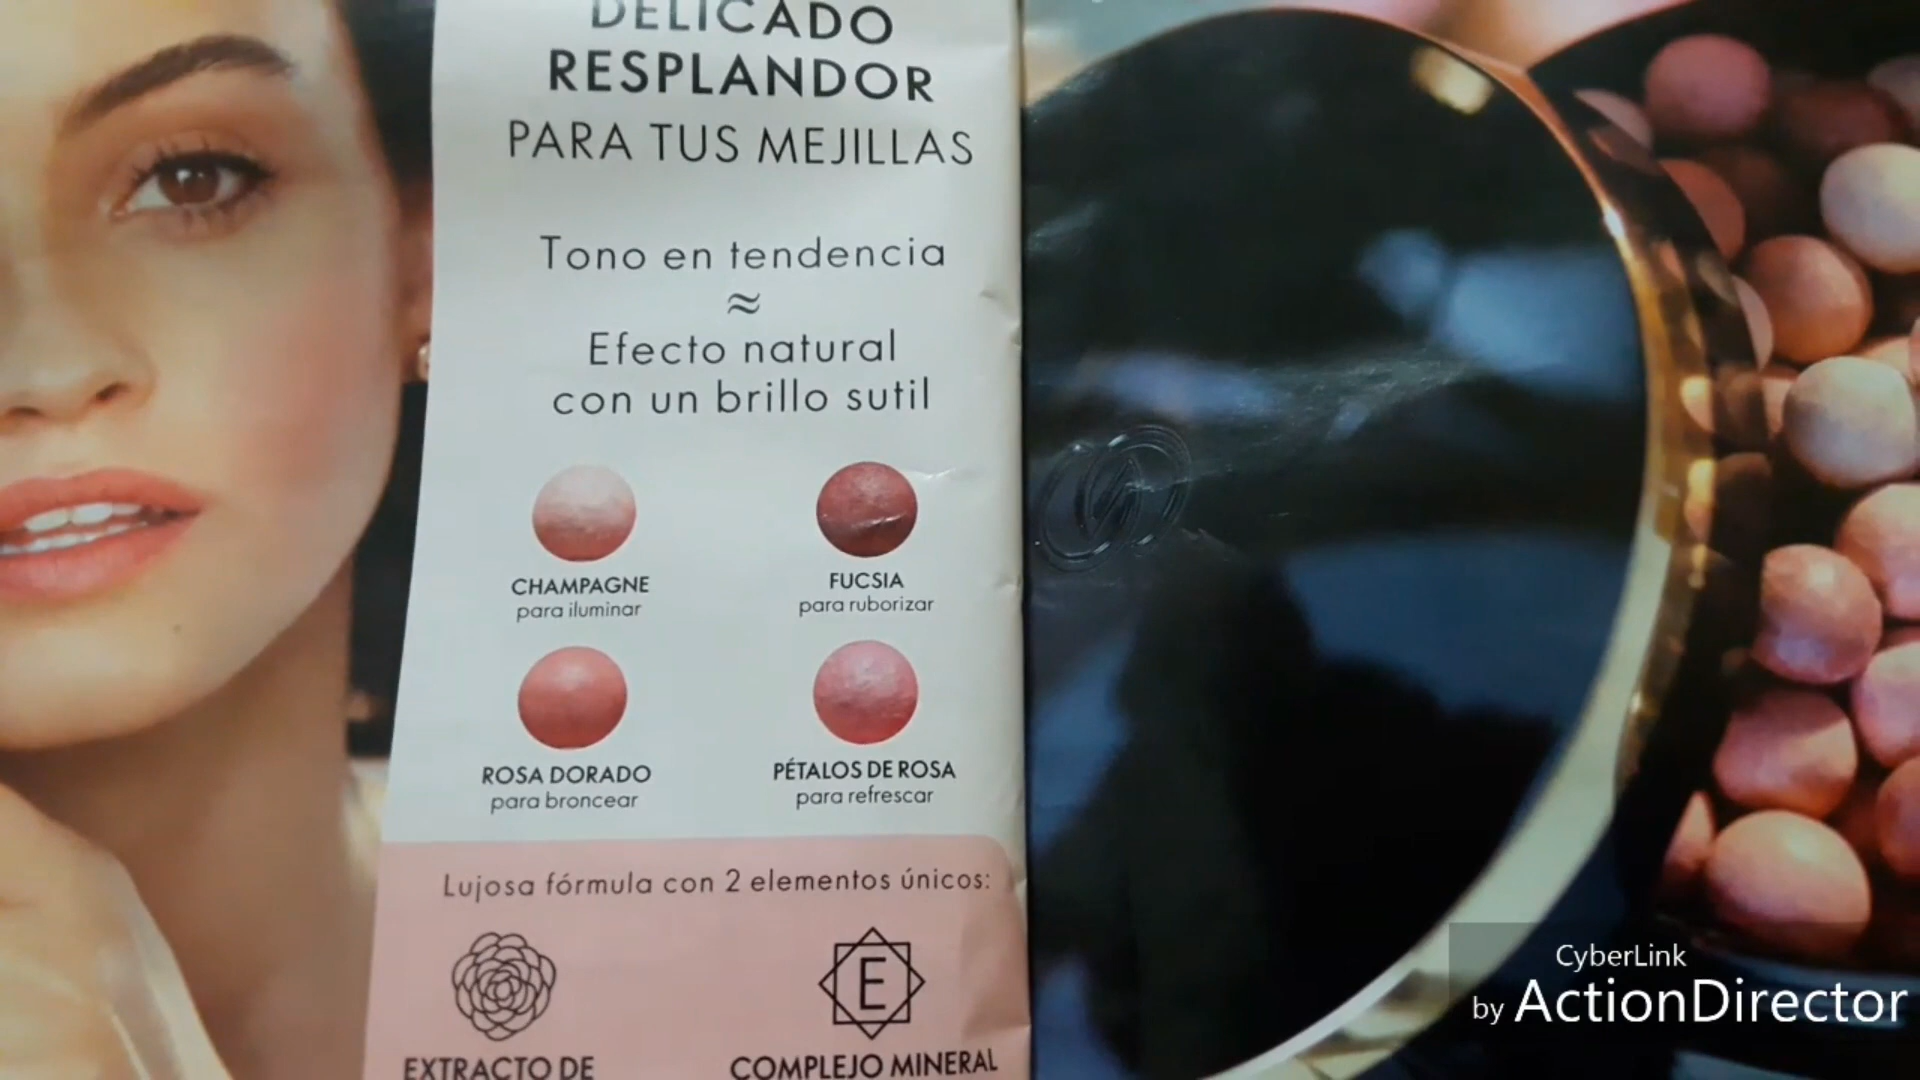 DELICADO
RESPLANDOR
PARA TUS MEJILLAS
Tono en tendencia
≈
Efecto natural
con un brillo sutil
CHAMPAGNE
para iluminar
FUCSIA
para ruborizar
ROSA DORADO
para broncear
PÉTALOS DE ROSA
para refrescar
Lujosa fórmula con 2 elementos únicos:
E
EXTRACTO DE
COMPLEJO MINERAL
CyberLink
by ActionDirector